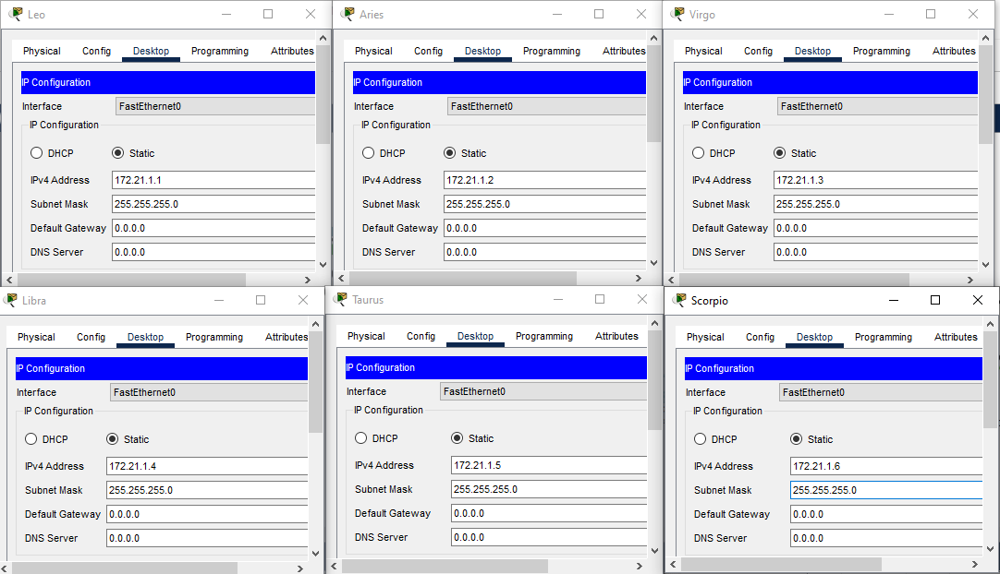 Leo
Physical Config Desktop Programming Attributes
IP Configuration
Interface FastEthernet0
IP Configuration
DHCP Static
IPv4 Address 172.21.1.1
Subnet Mask 255.255.255.0
Default Gateway 0.0.0.0
DNS Server 0.0.0.0
Aries
Physical Config Desktop Programming Attributes
IP Configuration
Interface FastEthernet0
IP Configuration
DHCP Static
IPv4 Address 172.21.1.2
Subnet Mask 255.255.255.0
Default Gateway 0.0.0.0
DNS Server 0.0.0.0
Virgo
Physical Config Desktop Programming Attributes
IP Configuration
Interface FastEthernet0
IP Configuration
DHCP Static
IPv4 Address 172.21.1.3
Subnet Mask 255.255.255.0
Default Gateway 0.0.0.0
DNS Server 0.0.0.0
Libra
Physical Config Desktop Programming Attributes
IP Configuration
Interface FastEthernet0
IP Configuration
DHCP Static
IPv4 Address 172.21.1.4
Subnet Mask 255.255.255.0
Default Gateway 0.0.0.0
DNS Server 0.0.0.0
Taurus
Physical Config Desktop Programming Attributes
IP Configuration
Interface FastEthernet0
IP Configuration
DHCP Static
IPv4 Address 172.21.1.5
Subnet Mask 255.255.255.0
Default Gateway 0.0.0.0
DNS Server 0.0.0.0
Scorpio
Physical Config Desktop Programming Attributes
IP Configuration
Interface FastEthernet0
IP Configuration
DHCP Static
IPv4 Address 172.21.1.6
Subnet Mask 255.255.255.0
Default Gateway 0.0.0.0
DNS Server 0.0.0.0